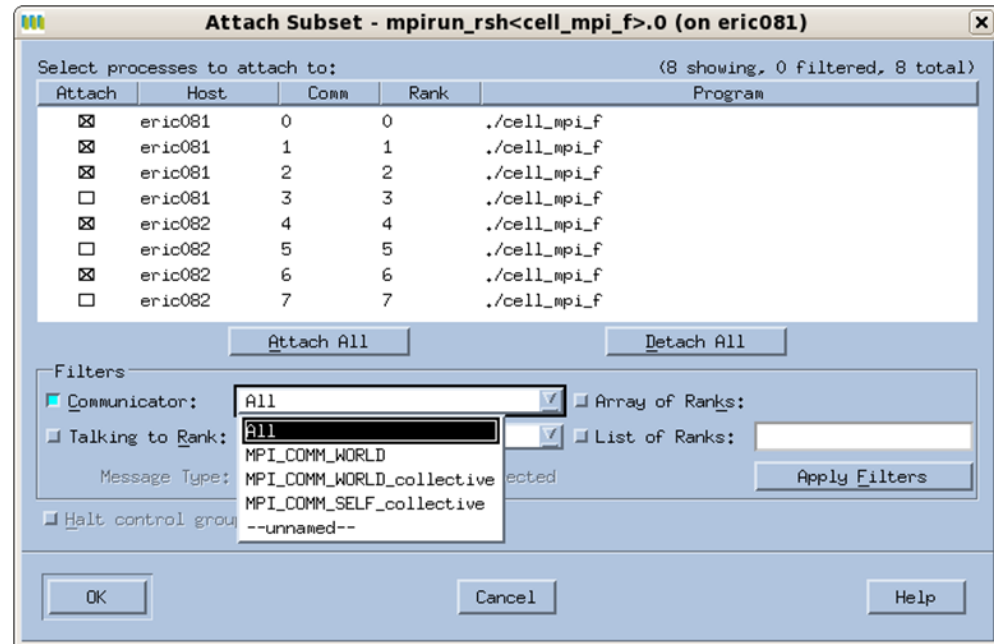 Attach Subset - mpirun_rsh<cell_mpi_f>.0 (on eric081)
Select processes to attach to: (8 showing, 0 filtered, 8 total)
Attach Host Comm Rank Program
eric081 0 0 ./cell_mpi_f
eric081 1 1 ./cell_mpi_f
eric081 2 2 ./cell_mpi_f
eric081 3 3 ./cell_mpi_f
eric082 4 4 ./cell_mpi_f
eric082 5 5 ./cell_mpi_f
eric082 6 6 ./cell_mpi_f
eric082 7 7 ./cell_mpi_f
Attach All Detach All
Filters
Communicator: All Array of Ranks:
Talking to Rank: All List of Ranks:
MPI_COMM_WORLD
Message Type: MPI_COMM_WORLD_collective ected Apply Filters
MPI_COMM_SELF_collective
Halt control grou --unnamed--
OK Cancel Help